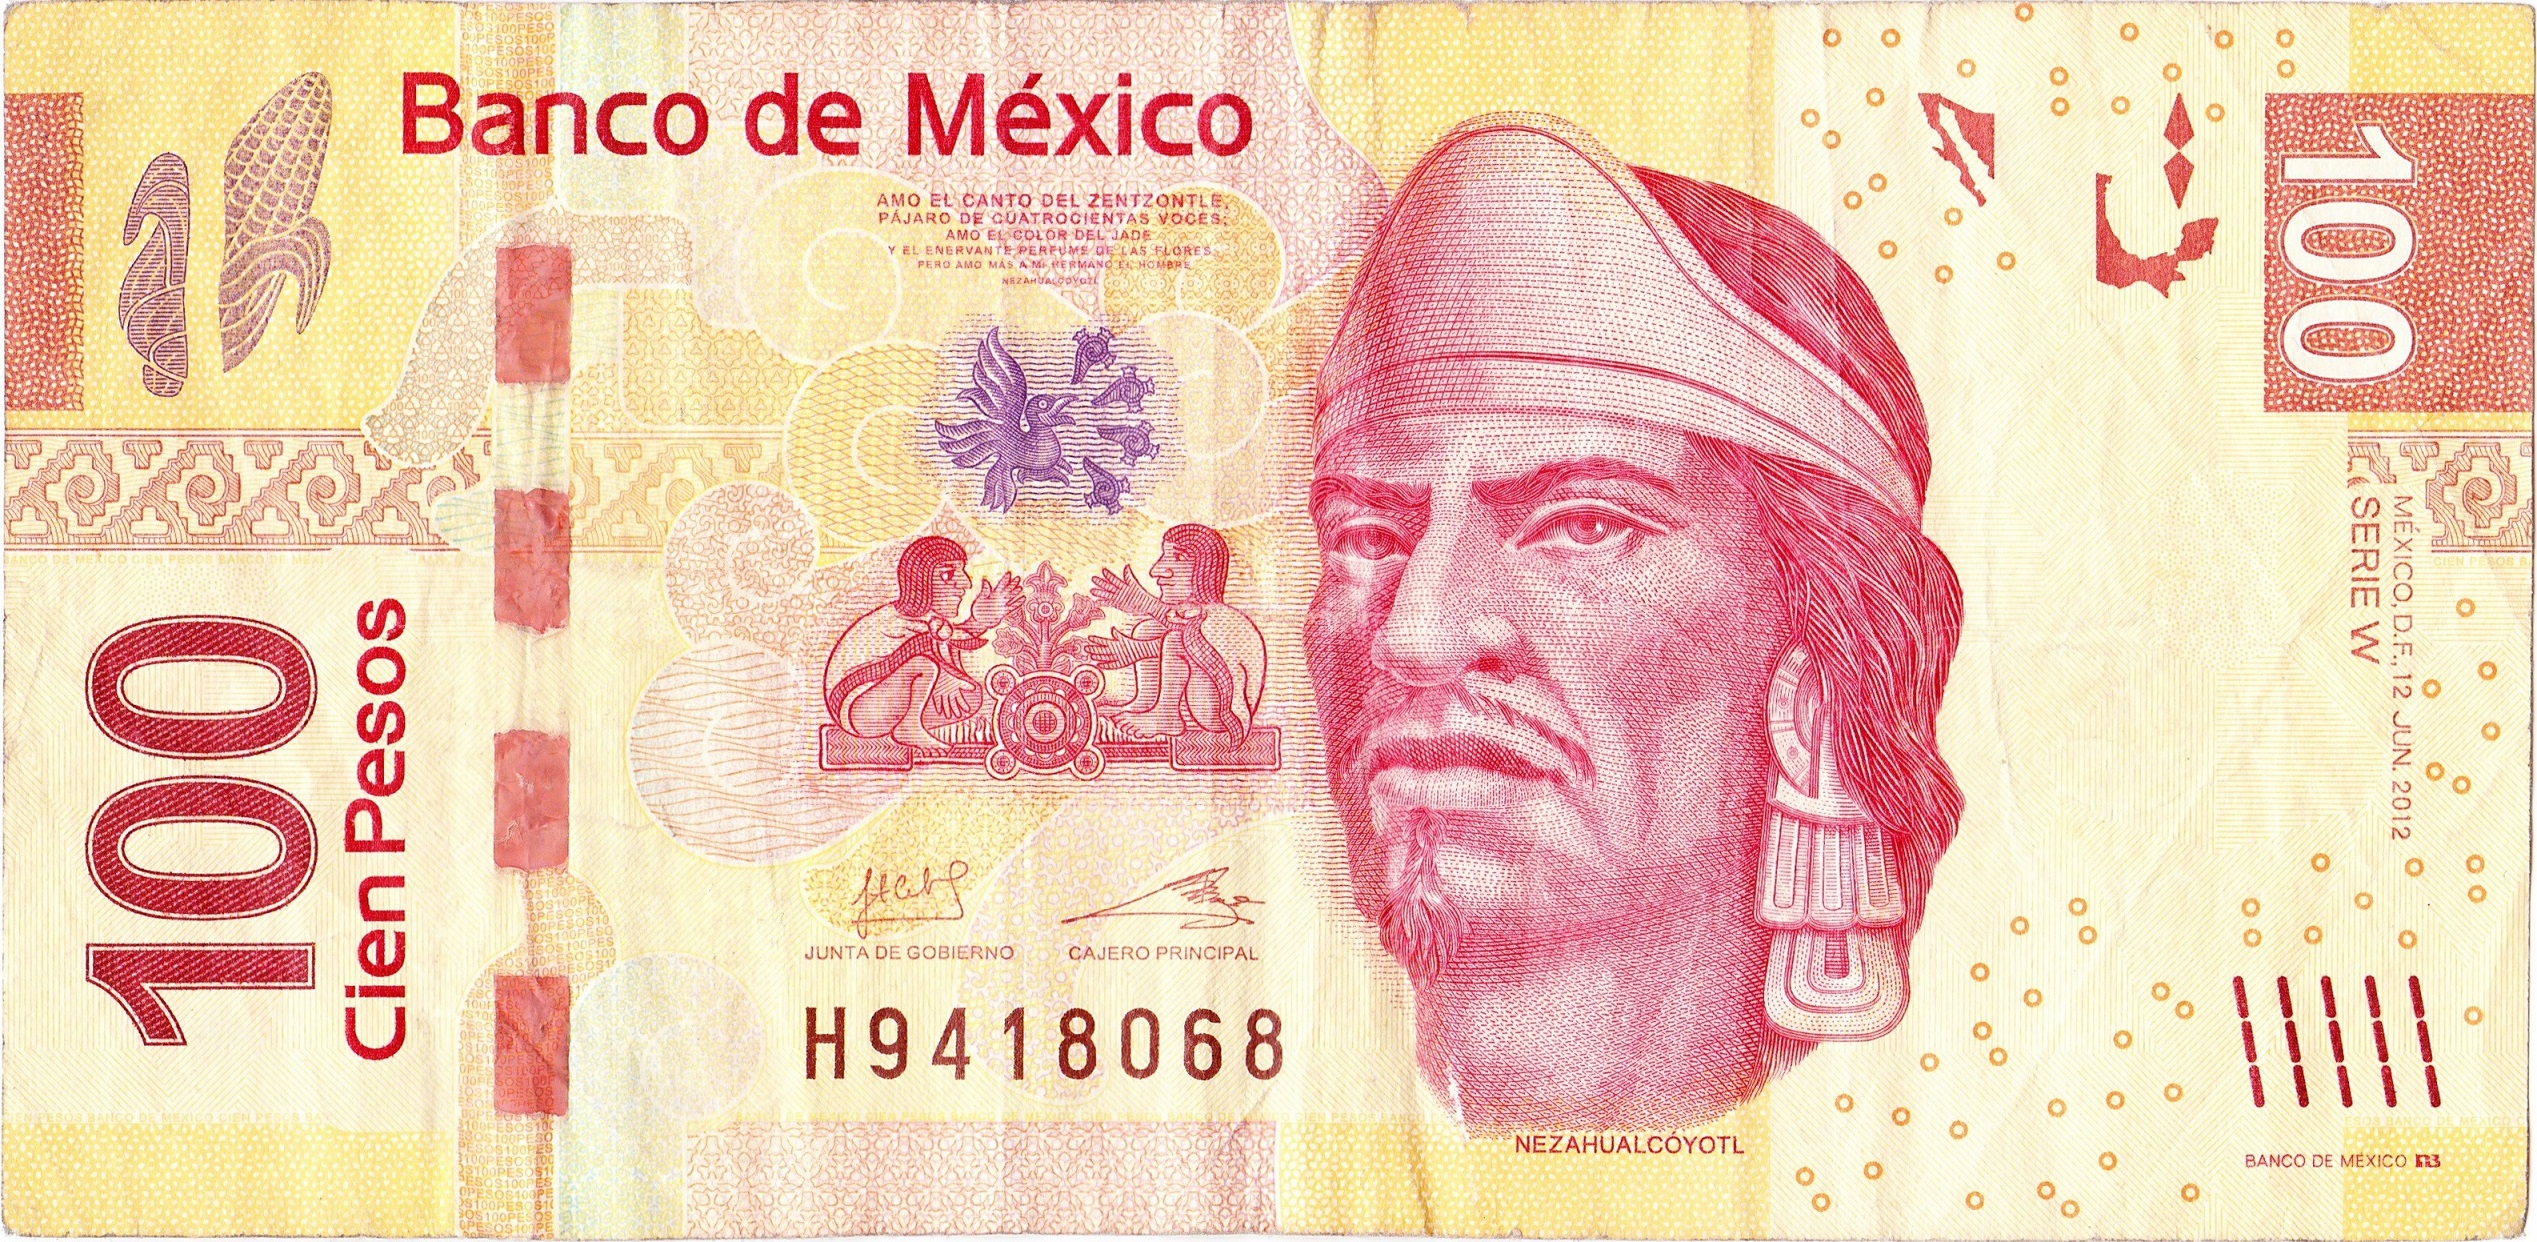 Banco de México
AMO EL CANTO DEL ZENTZONTLE,
PÁJARO DE CUATROCIENTAS VOCES;
AMO EL COLOR DEL JADE
Y EL ENERVANTE PERFUME DE LAS FLORES,
PERO AMO MÁS A MI HERMANO EL HOMBRE
NEZAHUALCÓYOTL
100
Cien Pesos
JUNTA DE GOBIERNO
CAJERO PRINCIPAL
H9418068
NEZAHUALCÓYOTL
100
MÉXICO, D.F., 12 JUN. 2012
SERIE W
BANCO DE MÉXICO